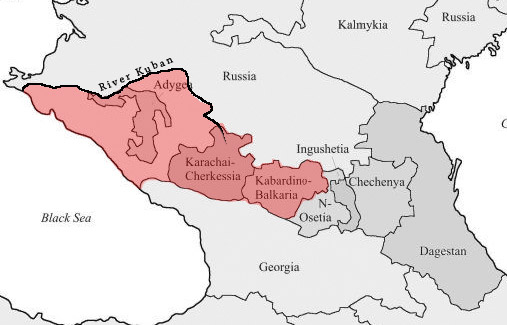 Kalmykia
Russia
River Kuban
Russia
Adygea
Ingushetia
Karachai-
Cherkessia
Kabardino-
Balkaria
Chechenya
N-
Osetia
Black Sea
Dagestan
Georgia